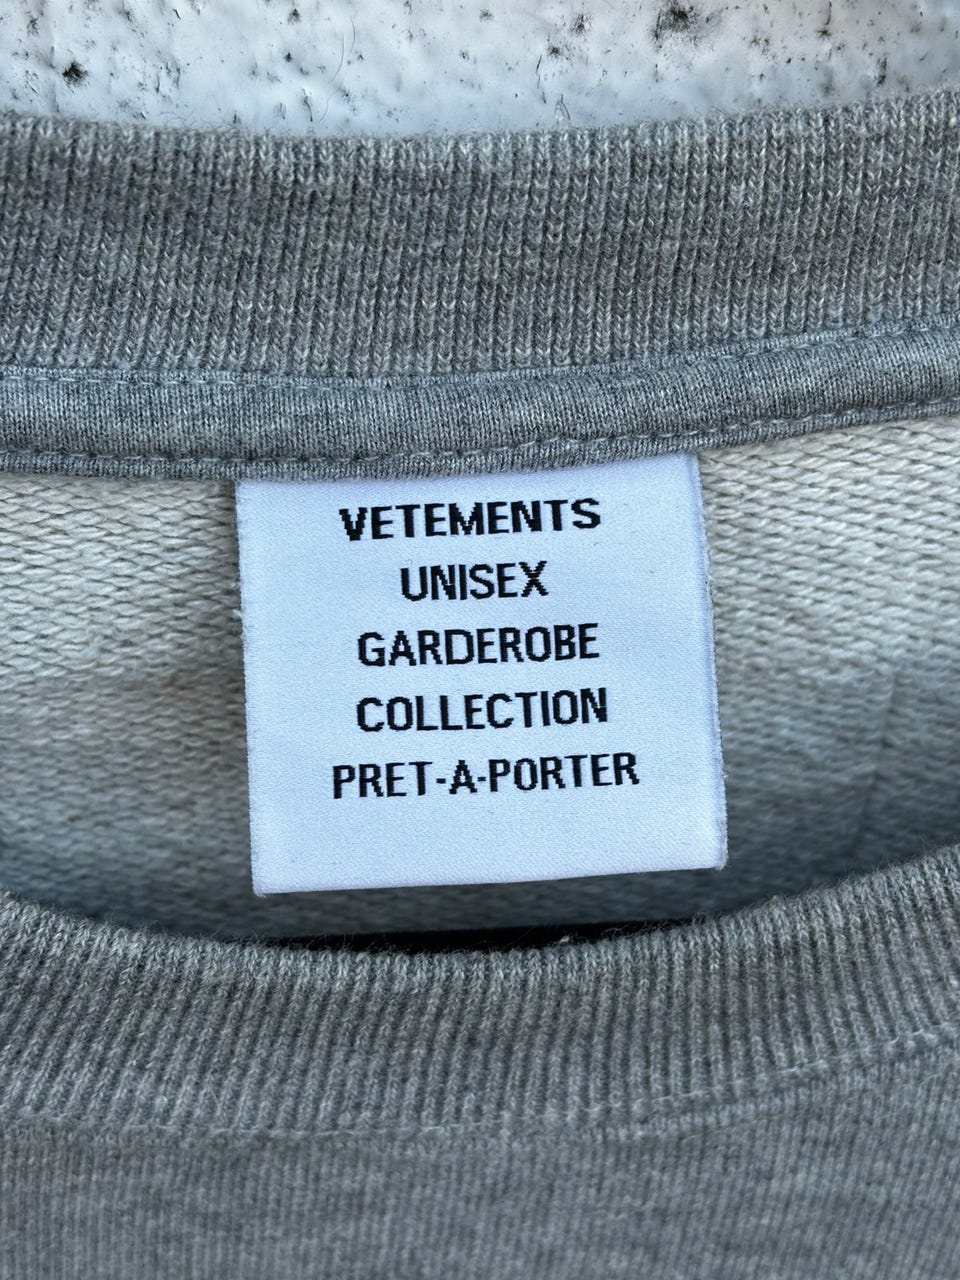 VETEMENTS
UNISEX
GARDEROBE
COLLECTION
PRET-A-PORTER